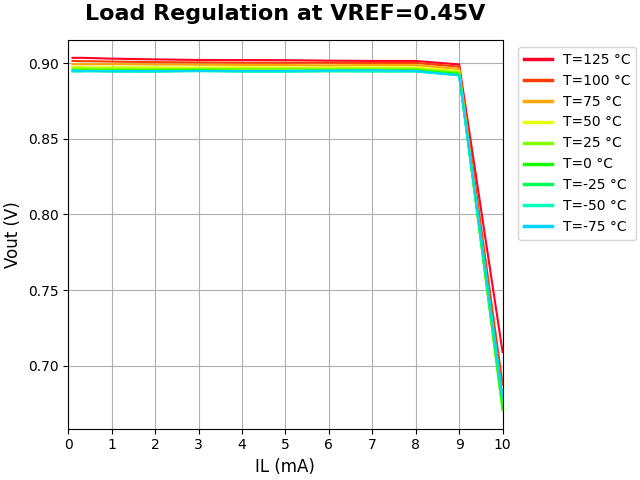 Load Regulation at VREF=0.45V
Vout (V)
0.90
0.85
0.80
0.75
0.70
0 1 2 3 4 5 6 7 8 9 10
IL (mA)
T=125 °C
T=100 °C
T=75 °C
T=50 °C
T=25 °C
T=0 °C
T=-25 °C
T=-50 °C
T=-75 °C